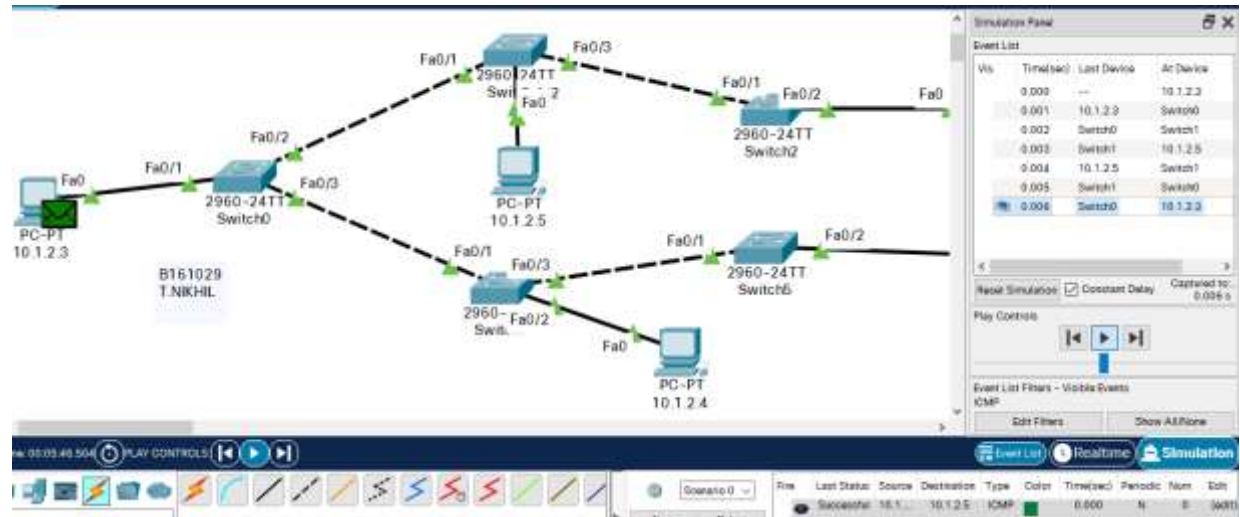 Fa0/1
Fa0/3
2960-24TT
Fa0
Fa0/1
Fa0/2
Fa0
2960-24TT
Switch2
Fa0/2
Fa0/1
Fa0
Fa0/3
2960-24TT
Switch0
PC-PT
10.1.2.3
PC-PT
10.1.2.5
B161029
T.NIKHIL
Fa0/1
Fa0/3
Fa0/2
Fa0/1
Fa0/2
2960-24TT
Switch5
Fa0
PC-PT
10.1.2.4
Simulation Panel
Event List
Vis. Time(sec) Last Device At Device
0.000 --- 10.1.2.3
0.001 10.1.2.3 Switch0
0.002 Switch0 Switch1
0.003 Switch1 10.1.2.5
0.004 10.1.2.5 Switch1
0.005 Switch1 Switch0
0.006 Switch0 10.1.2.3
Reset Simulation Constant Delay Captured to:
0.006 s
Play Controls
Event List Filters - Visible Events
ICMP
Edit Filters Show All/None
PLAY CONTROLS:
Event List Realtime Simulation
Scenario 0
Fire Last Status Source Destination Type Color Time(sec) Periodic Num Edit
Successful 10.1... 10.1.2.5 ICMP 0.000 N 0 (edit)